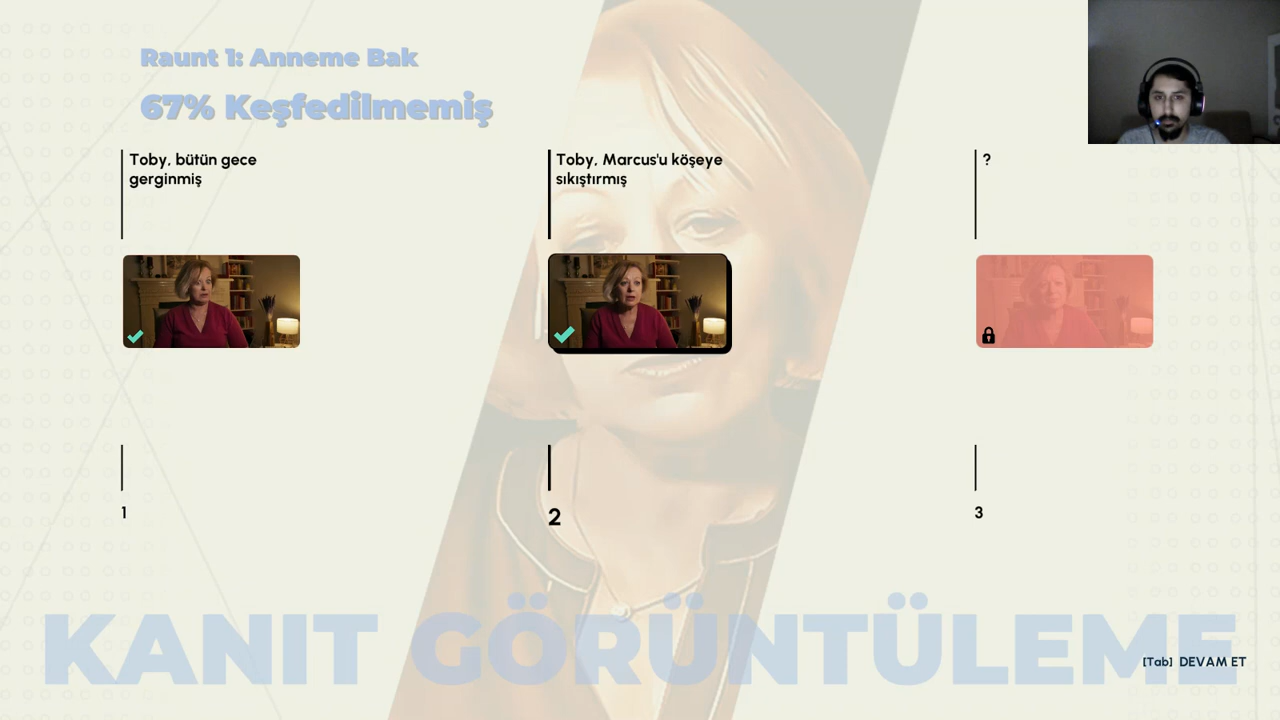 Raunt 1: Anneme Bak
67% Keşfedilmemiş
Toby, bütün gece
gerginmiş
Toby, Marcus'u köşeye
sıkıştırmış
?
1
2
3
KANIT GÖRÜNTÜLEME
[Tab] DEVAM ET